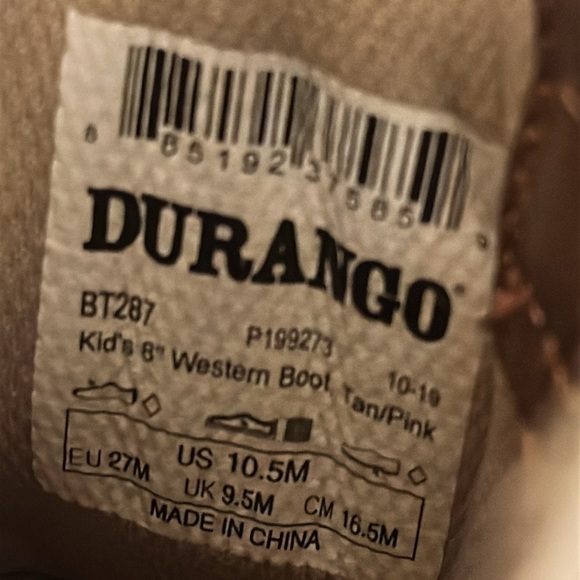 8 85192 37585 9
DURANGO
BT287 P199273 10-19
Kid's 8" Western Boot Tan/Pink
EU 27M US 10.5M
UK 9.5M CM 16.5M
MADE IN CHINA